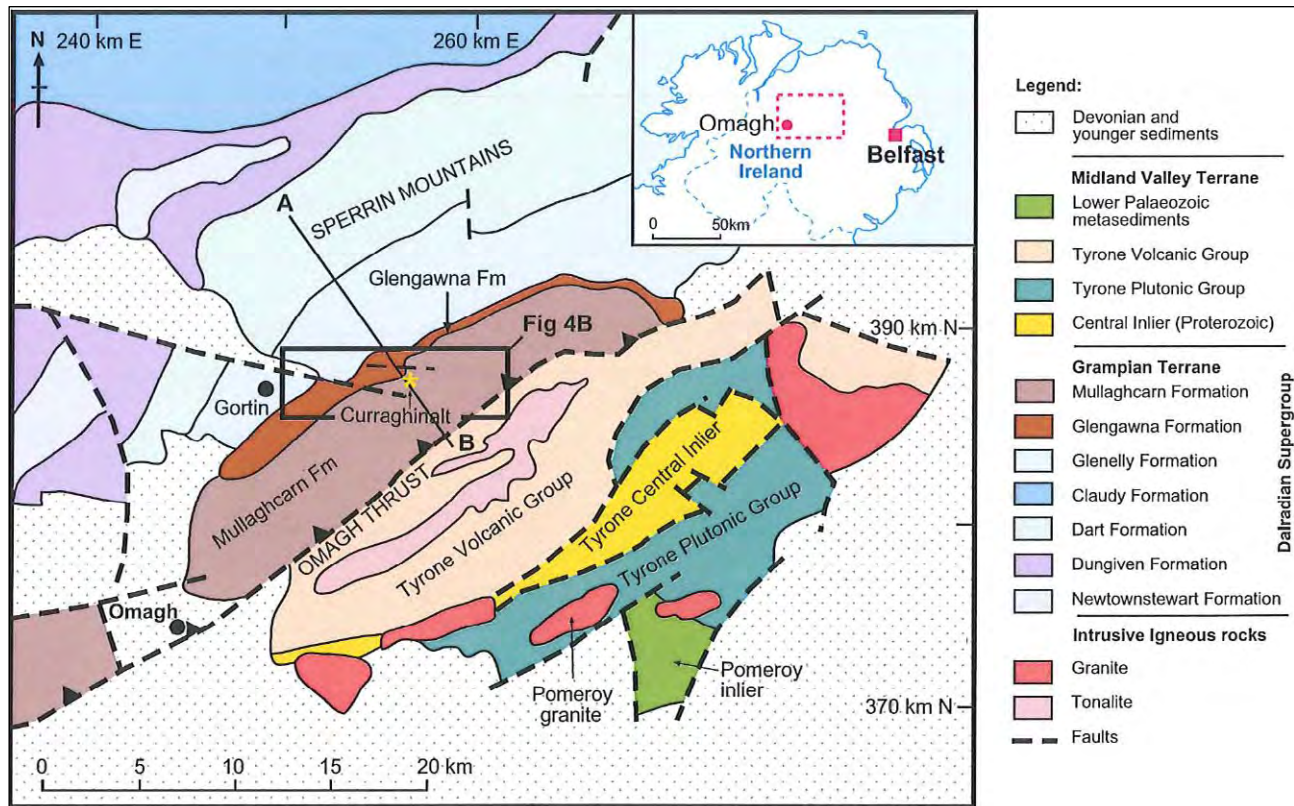 240 km E
260 km E
N
A
SPERRIN MOUNTAINS
Glengawna Fm
Fig 4B
390 km N
Gortin
Curraghinalt
B
Mullaghcarn Fm
OMAGH THRUST
Tyrone Volcanic Group
Tyrone Central Inlier
Tyrone Plutonic Group
Omagh
Pomeroy
granite
Pomeroy
inlier
370 km N
0 5 10 15 20 km
Omagh
Northern
Ireland
Belfast
0 50km
Legend:
Devonian and
younger sediments
Midland Valley Terrane
Lower Palaeozoic
metasediments
Tyrone Volcanic Group
Tyrone Plutonic Group
Central Inlier (Proterozoic)
Grampian Terrane
Mullaghcarn Formation
Glengawna Formation
Glenelly Formation
Claudy Formation
Dart Formation
Dungiven Formation
Newtownstewart Formation
Dalradian Supergroup
Intrusive Igneous rocks
Granite
Tonalite
Faults